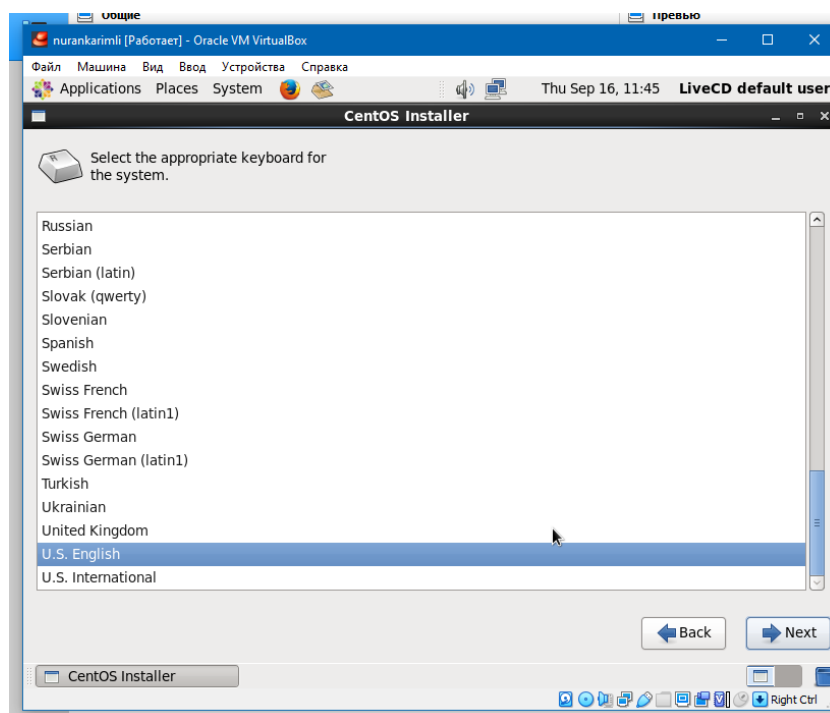 Общие Превью
nurankarimli [Работает] - Oracle VM VirtualBox
Файл Машина Вид Ввод Устройства Справка
Applications Places System Thu Sep 16, 11:45 LiveCD default user
CentOS Installer
Select the appropriate keyboard for
the system.
Russian
Serbian
Serbian (latin)
Slovak (qwerty)
Slovenian
Spanish
Swedish
Swiss French
Swiss French (latin1)
Swiss German
Swiss German (latin1)
Turkish
Ukrainian
United Kingdom
U.S. English
U.S. International
Back Next
CentOS Installer
Right Ctrl